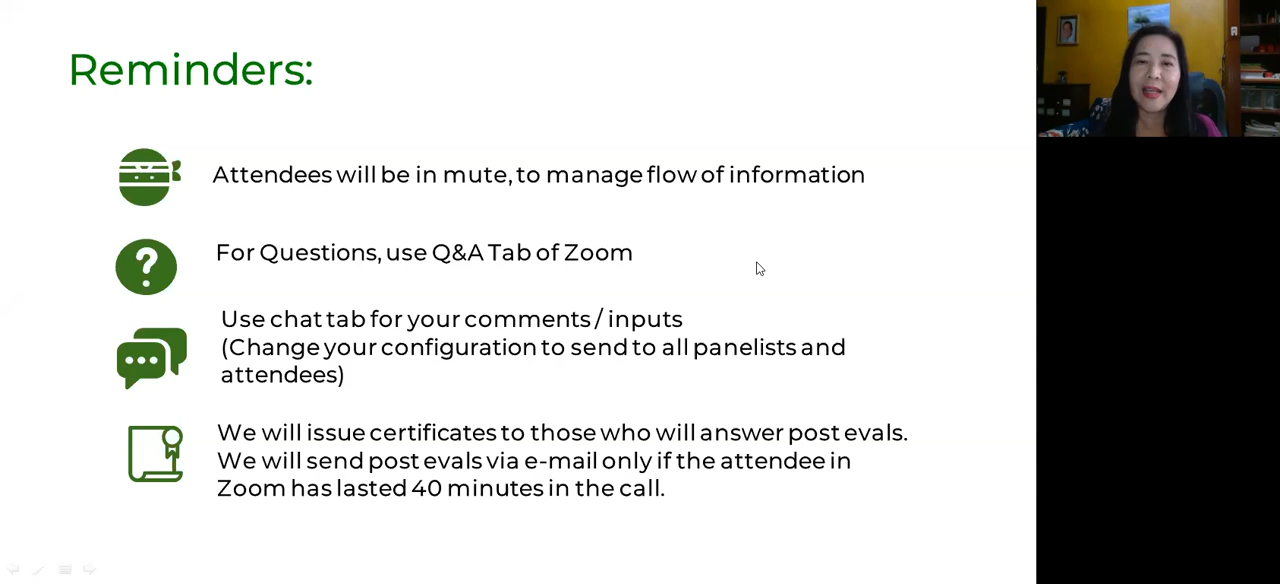 Reminders:
Attendees will be in mute, to manage flow of information
For Questions, use Q&A Tab of Zoom
Use chat tab for your comments / inputs
(Change your configuration to send to all panelists and
attendees)
We will issue certificates to those who will answer post evals.
We will send post evals via e-mail only if the attendee in
Zoom has lasted 40 minutes in the call.